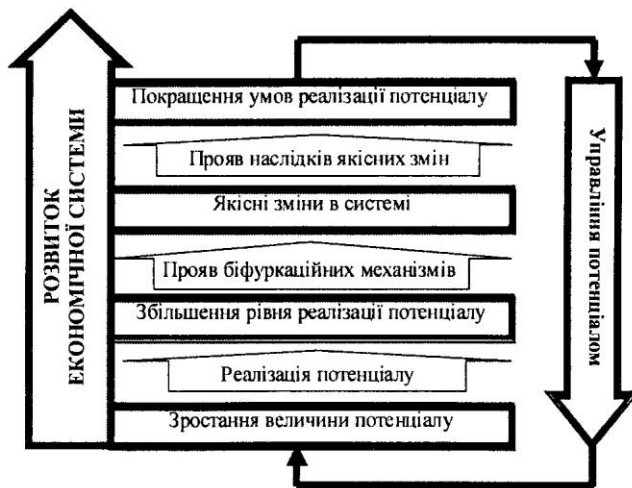 РОЗВИТОК
ЕКОНОМІЧНОЇ СИСТЕМИ
Покращення умов реалізації потенціалу
Прояв наслідків якісних змін
Якісні зміни в системі
Прояв біфуркаційних механізмів
Збільшення рівня реалізації потенціалу
Реалізація потенціалу
Зростання величини потенціалу
Управління потенціалом